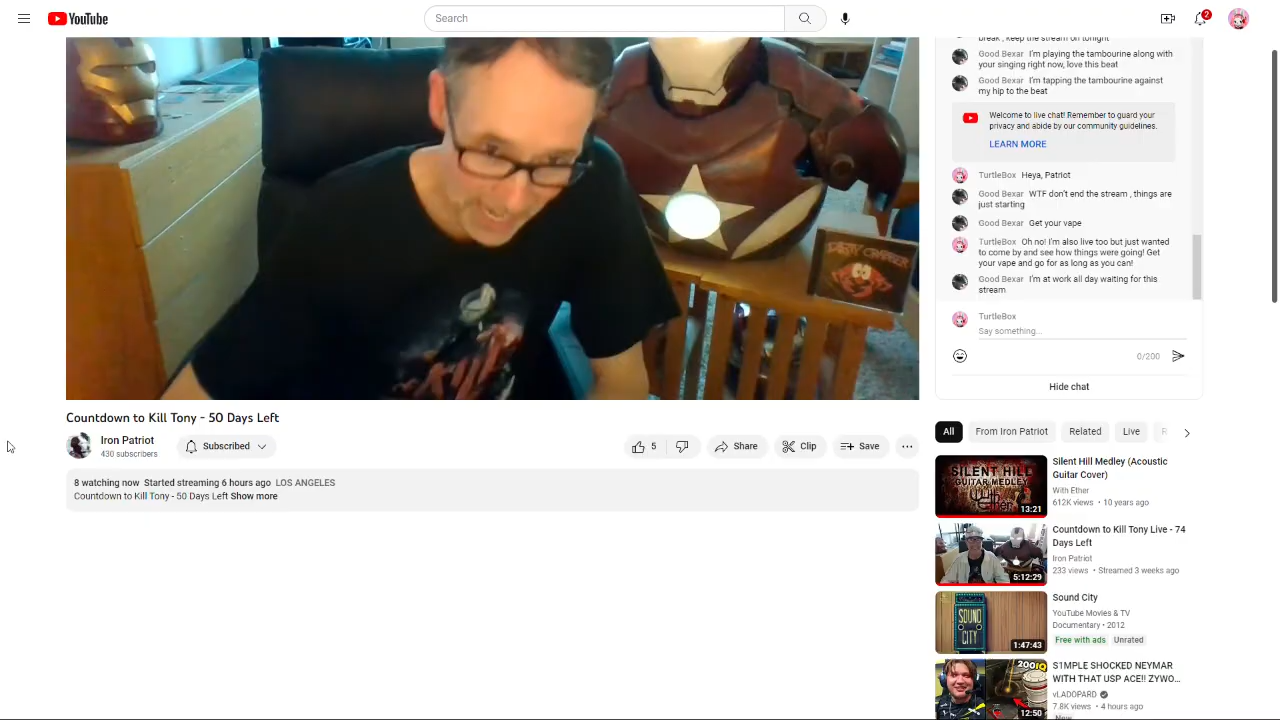 YouTube
Search
2
break , keep the stream on tonight
Good Bexar I'm playing the tambourine along with
your singing right now, love this beat
Good Bexar I'm tapping the tambourine against
my hip to the beat
Welcome to live chat! Remember to guard your
privacy and abide by our community guidelines.
LEARN MORE
TurtleBox Heya, Patriot
Good Bexar WTF don't end the stream , things are
just starting
Good Bexar Get your vape
TurtleBox Oh no! I'm also live too but just wanted
to come by and see how things were going! Get
your vape and go for as long as you can!
Good Bexar I'm at work all day waiting for this
stream
TurtleBox
Say something...
0/200
Hide chat
Countdown to Kill Tony - 50 Days Left
Iron Patriot
430 subscribers
Subscribed
5
Share
Clip
Save
8 watching now Started streaming 6 hours ago LOS ANGELES
Countdown to Kill Tony - 50 Days Left Show more
All
From Iron Patriot
Related
Live
SILENT HILL
GUITAR MEDLEY
With Ether
13:21
Silent Hill Medley (Acoustic
Guitar Cover)
With Ether
612K views • 10 years ago
5:12:29
Countdown to Kill Tony Live - 74
Days Left
Iron Patriot
233 views • Streamed 3 weeks ago
SOUND
CITY
1:47:43
Sound City
YouTube Movies & TV
Documentary • 2012
Free with ads Unrated
200IQ
12:50
S1MPLE SHOCKED NEYMAR
WITH THAT USP ACE!! ZYWO...
vLADOPARD
7.8K views • 4 hours ago
New